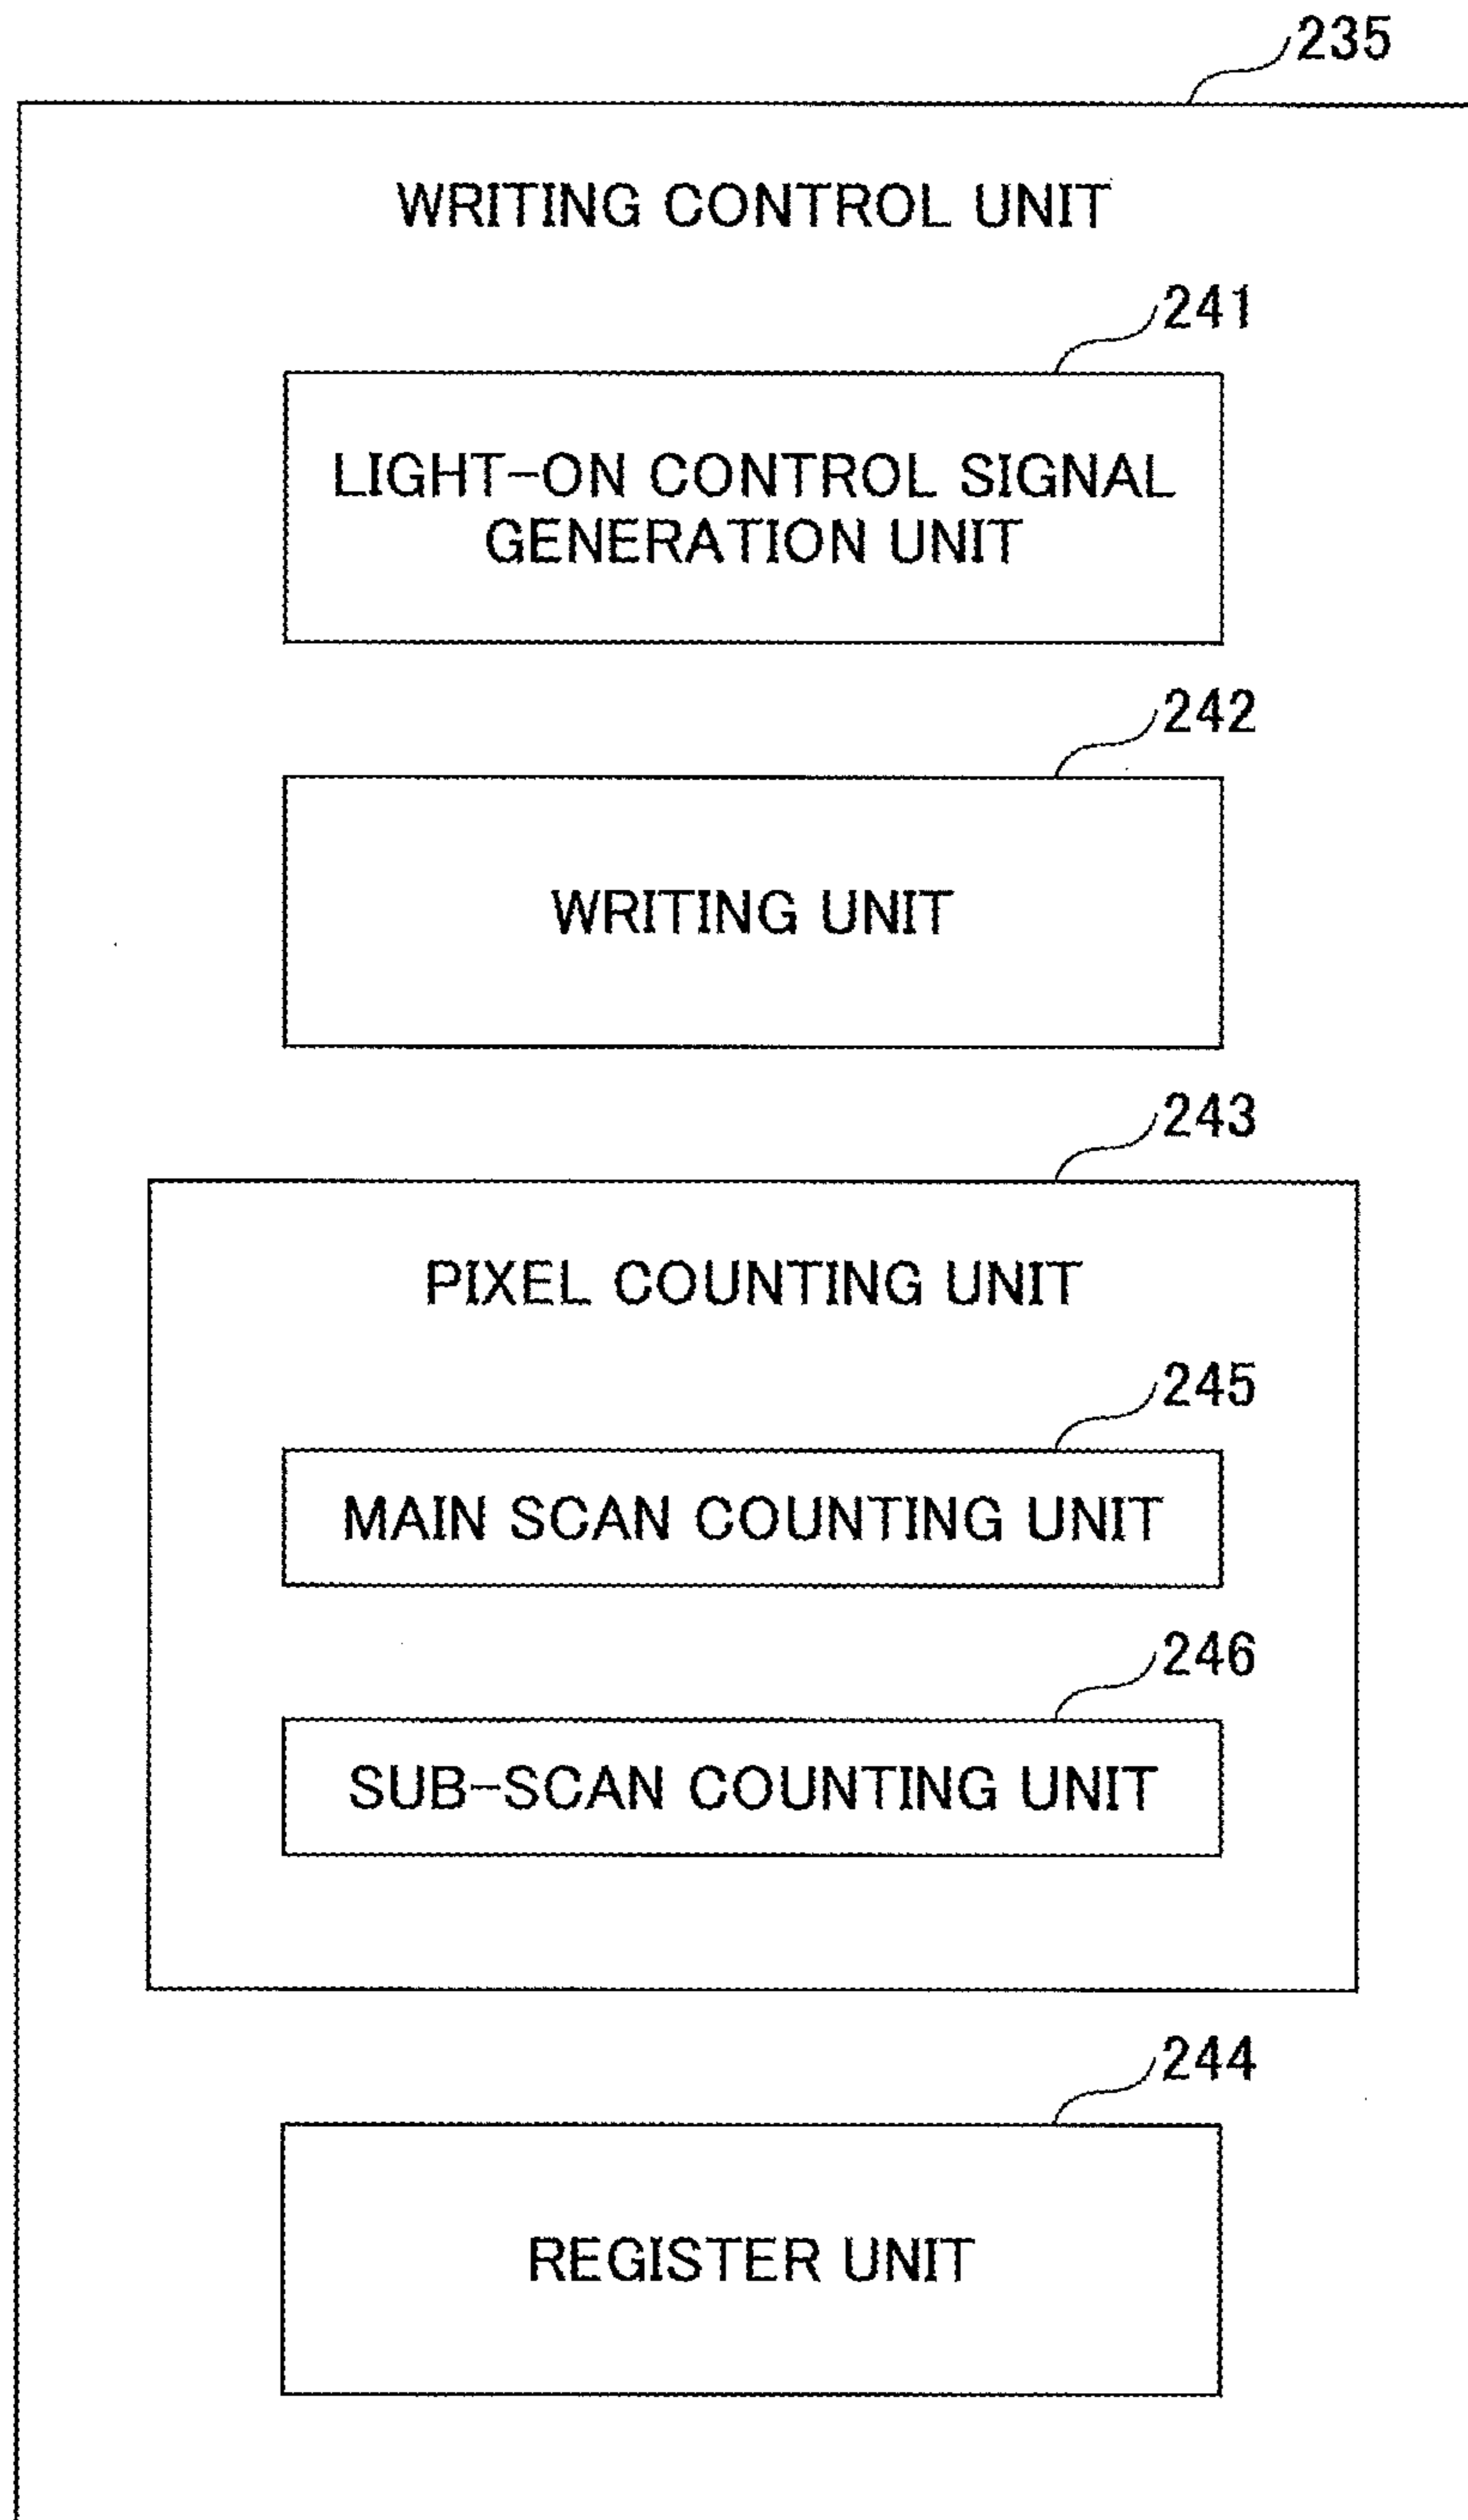 235
WRITING CONTROL UNIT
241
LIGHT-ON CONTROL SIGNAL
GENERATION UNIT
242
WRITING UNIT
243
PIXEL COUNTING UNIT
245
MAIN SCAN COUNTING UNIT
246
SUB-SCAN COUNTING UNIT
244
REGISTER UNIT